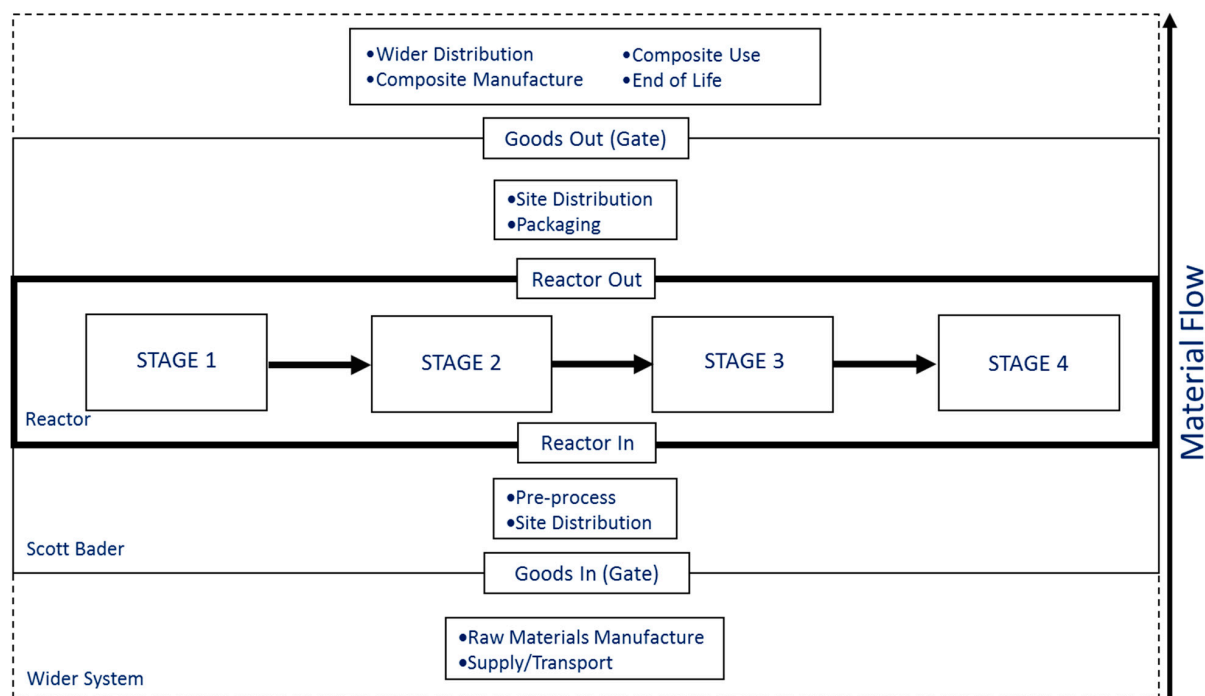 •Wider Distribution
•Composite Manufacture
•Composite Use
•End of Life
Goods Out (Gate)
•Site Distribution
•Packaging
Reactor Out
STAGE 1
STAGE 2
STAGE 3
STAGE 4
Reactor
Reactor In
•Pre-process
•Site Distribution
Scott Bader
Goods In (Gate)
•Raw Materials Manufacture
•Supply/Transport
Wider System
Material Flow